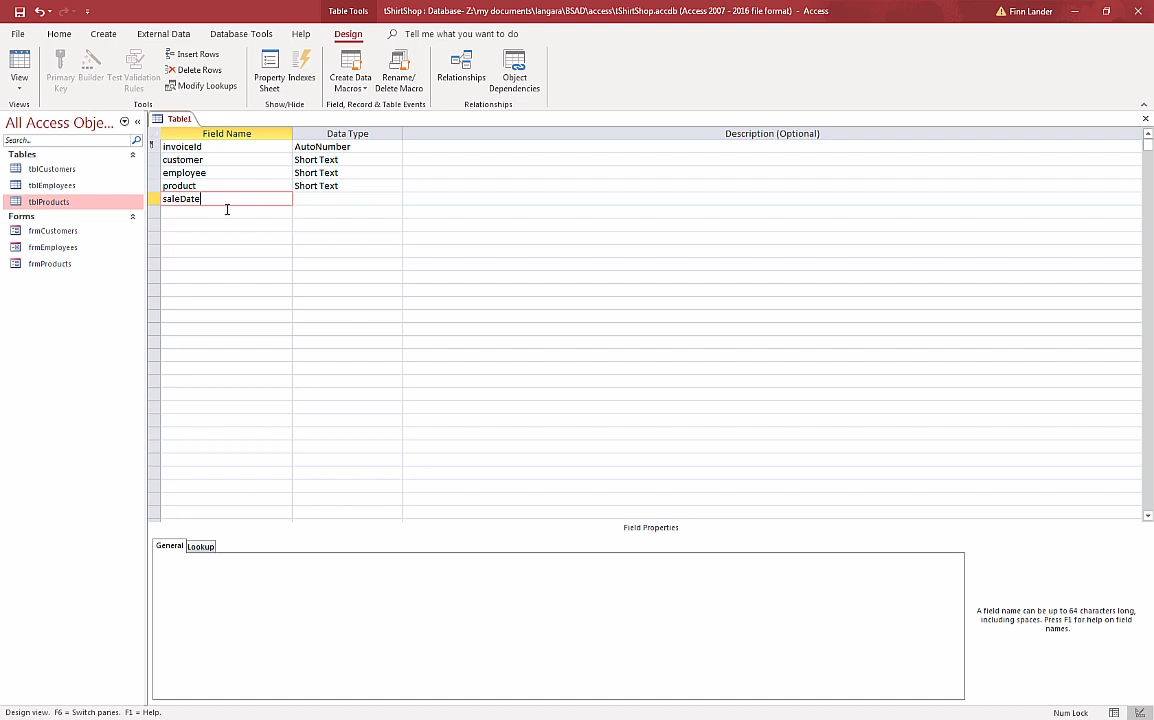 Table Tools
tShirtShop : Database- Z:\my documents\langara\BSAD\access\tShirtShop.accdb (Access 2007 - 2016 file format) - Access
Finn Lander
File Home Create External Data Database Tools Help Design Tell me what you want to do
View
Views
Primary Key
Builder
Test Validation Rules
Insert Rows
Delete Rows
Modify Lookups
Tools
Property Sheet
Indexes
Show/Hide
Create Data Macros
Rename/ Delete Macro
Field, Record & Table Events
Relationships
Object Dependencies
Relationships
All Access Obje...
Search...
Tables
tblCustomers
tblEmployees
tblProducts
Forms
frmCustomers
frmEmployees
frmProducts
Table1
Field Name Data Type Description (Optional)
invoiceId AutoNumber
customer Short Text
employee Short Text
product Short Text
saleDate
Field Properties
General Lookup
A field name can be up to 64 characters long,
including spaces. Press F1 for help on field
names.
Design view. F6 = Switch panes. F1 = Help.
Num Lock